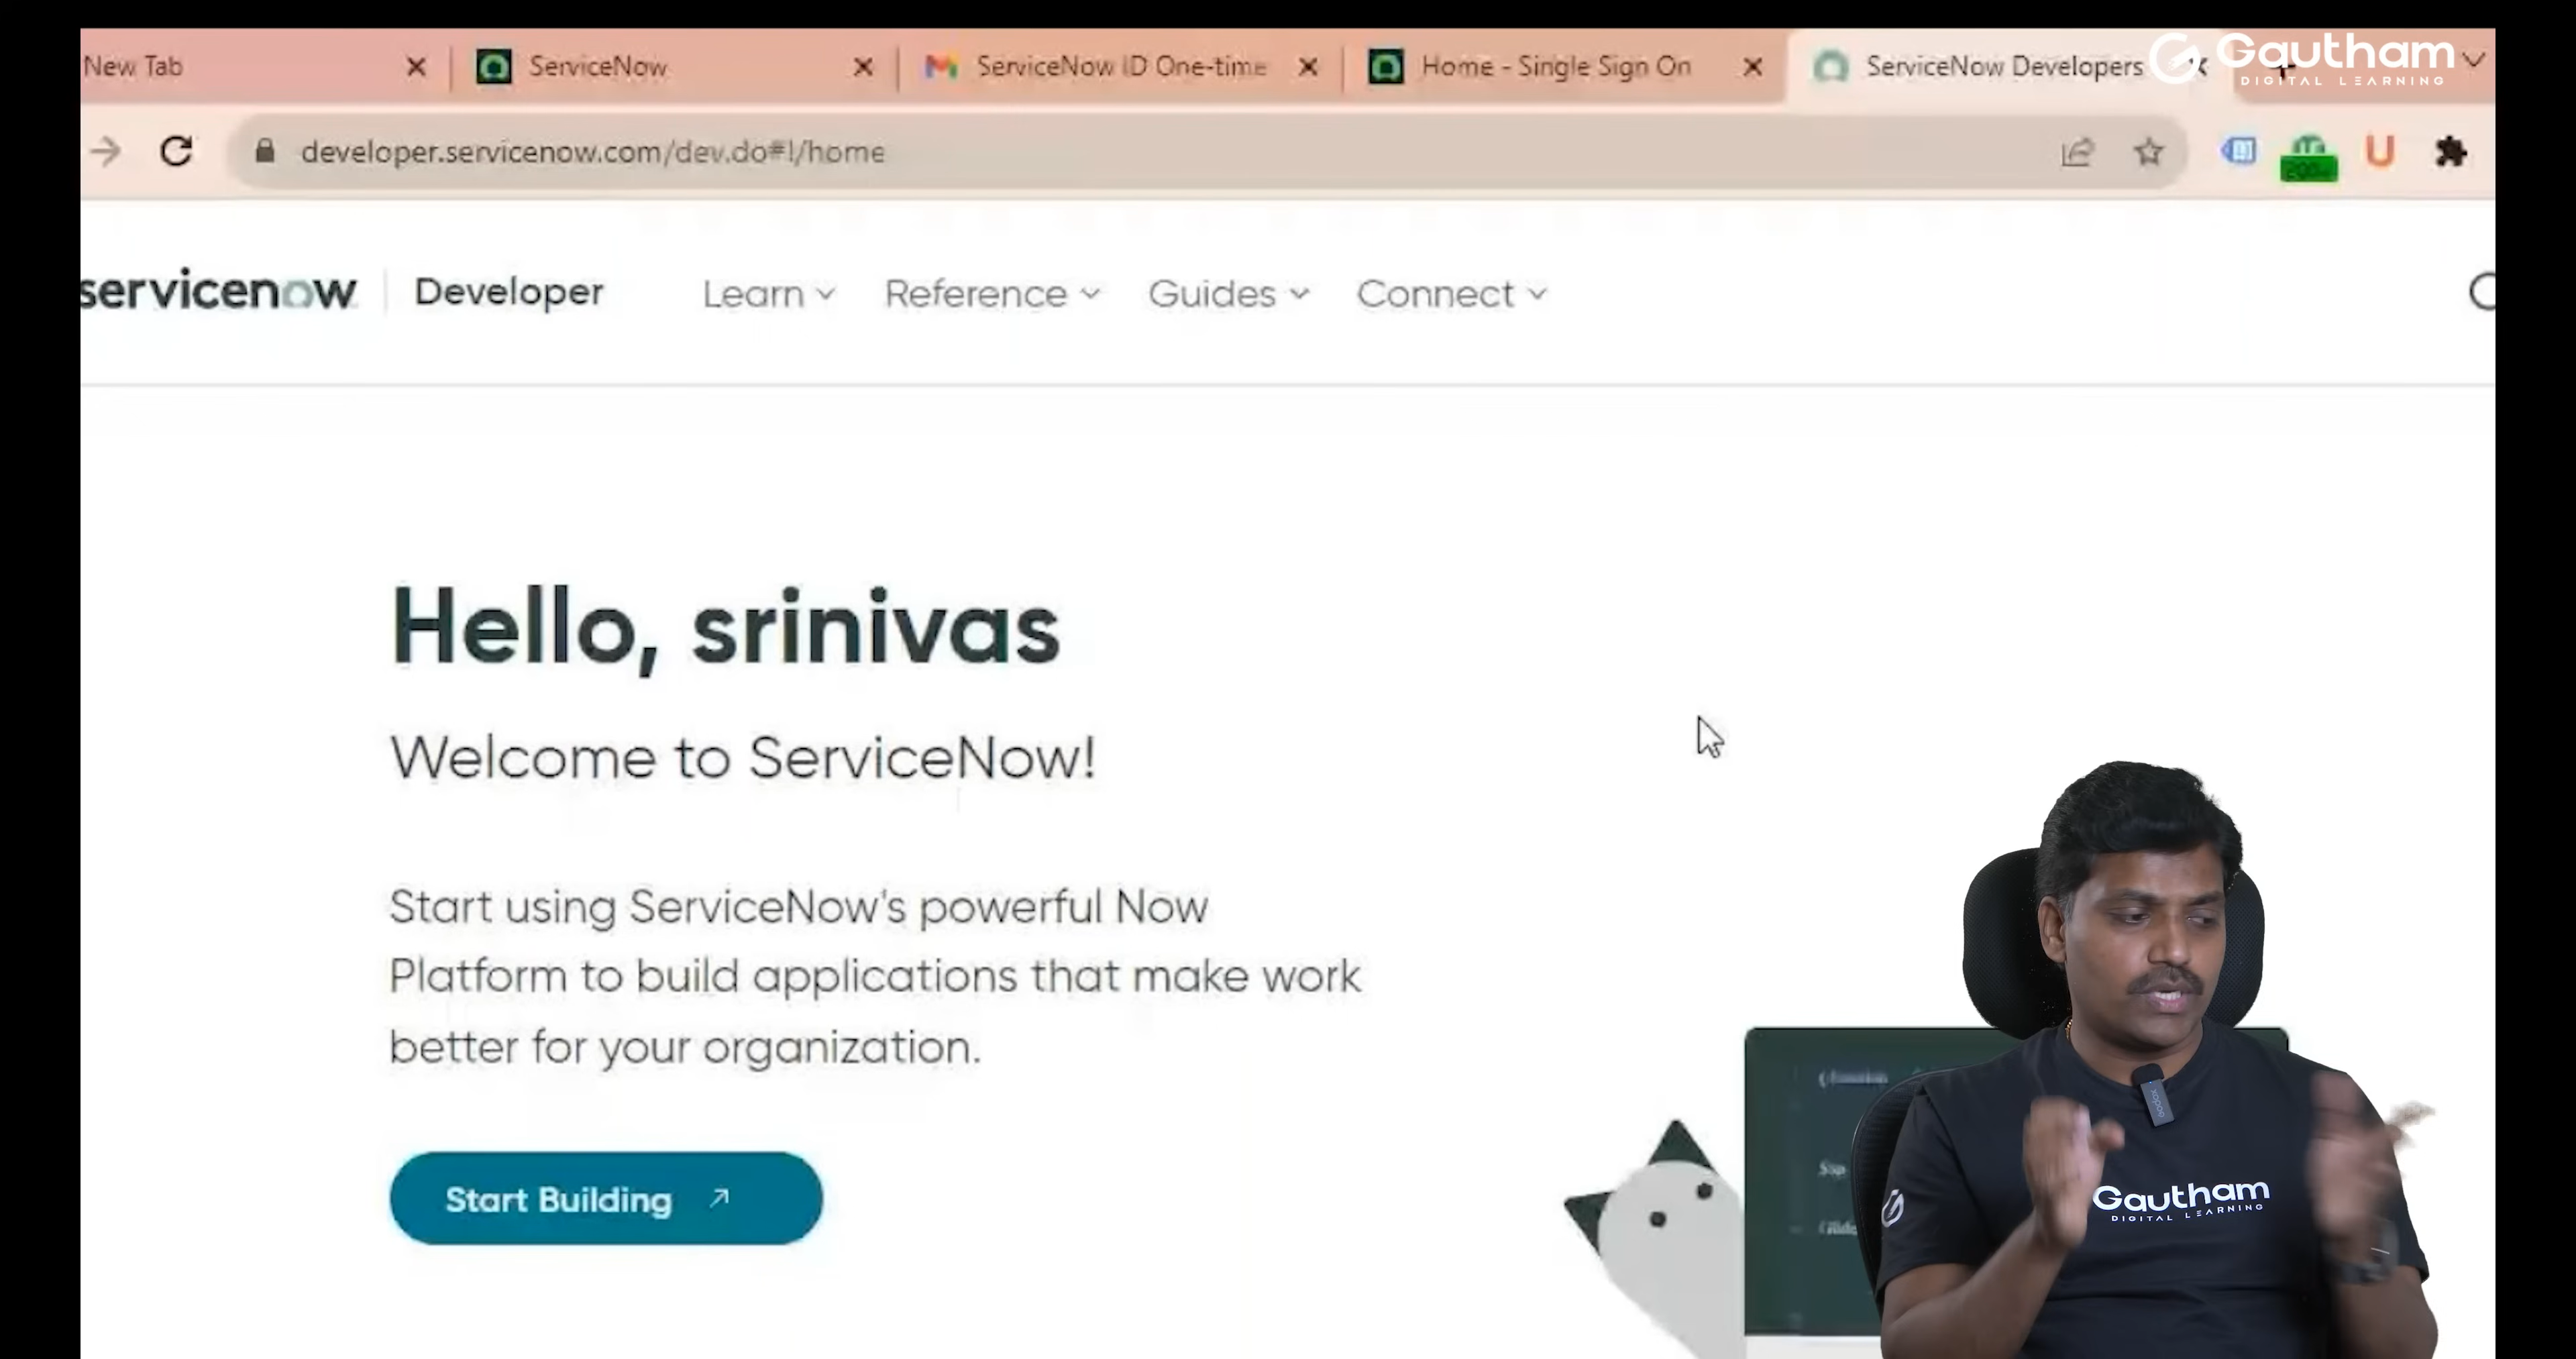 New Tab
ServiceNow
ServiceNow ID One-time
Home - Single Sign On
ServiceNow Developers
Gautham
DIGITAL LEARNING
developer.servicenow.com/dev.do#!/home
U
servicenow
Developer
Learn
Reference
Guides
Connect
Hello, srinivas
Welcome to ServiceNow!
Start using ServiceNow's powerful Now
Platform to build applications that make work
better for your organization.
Start Building
Gautham
DIGITAL LEARNING